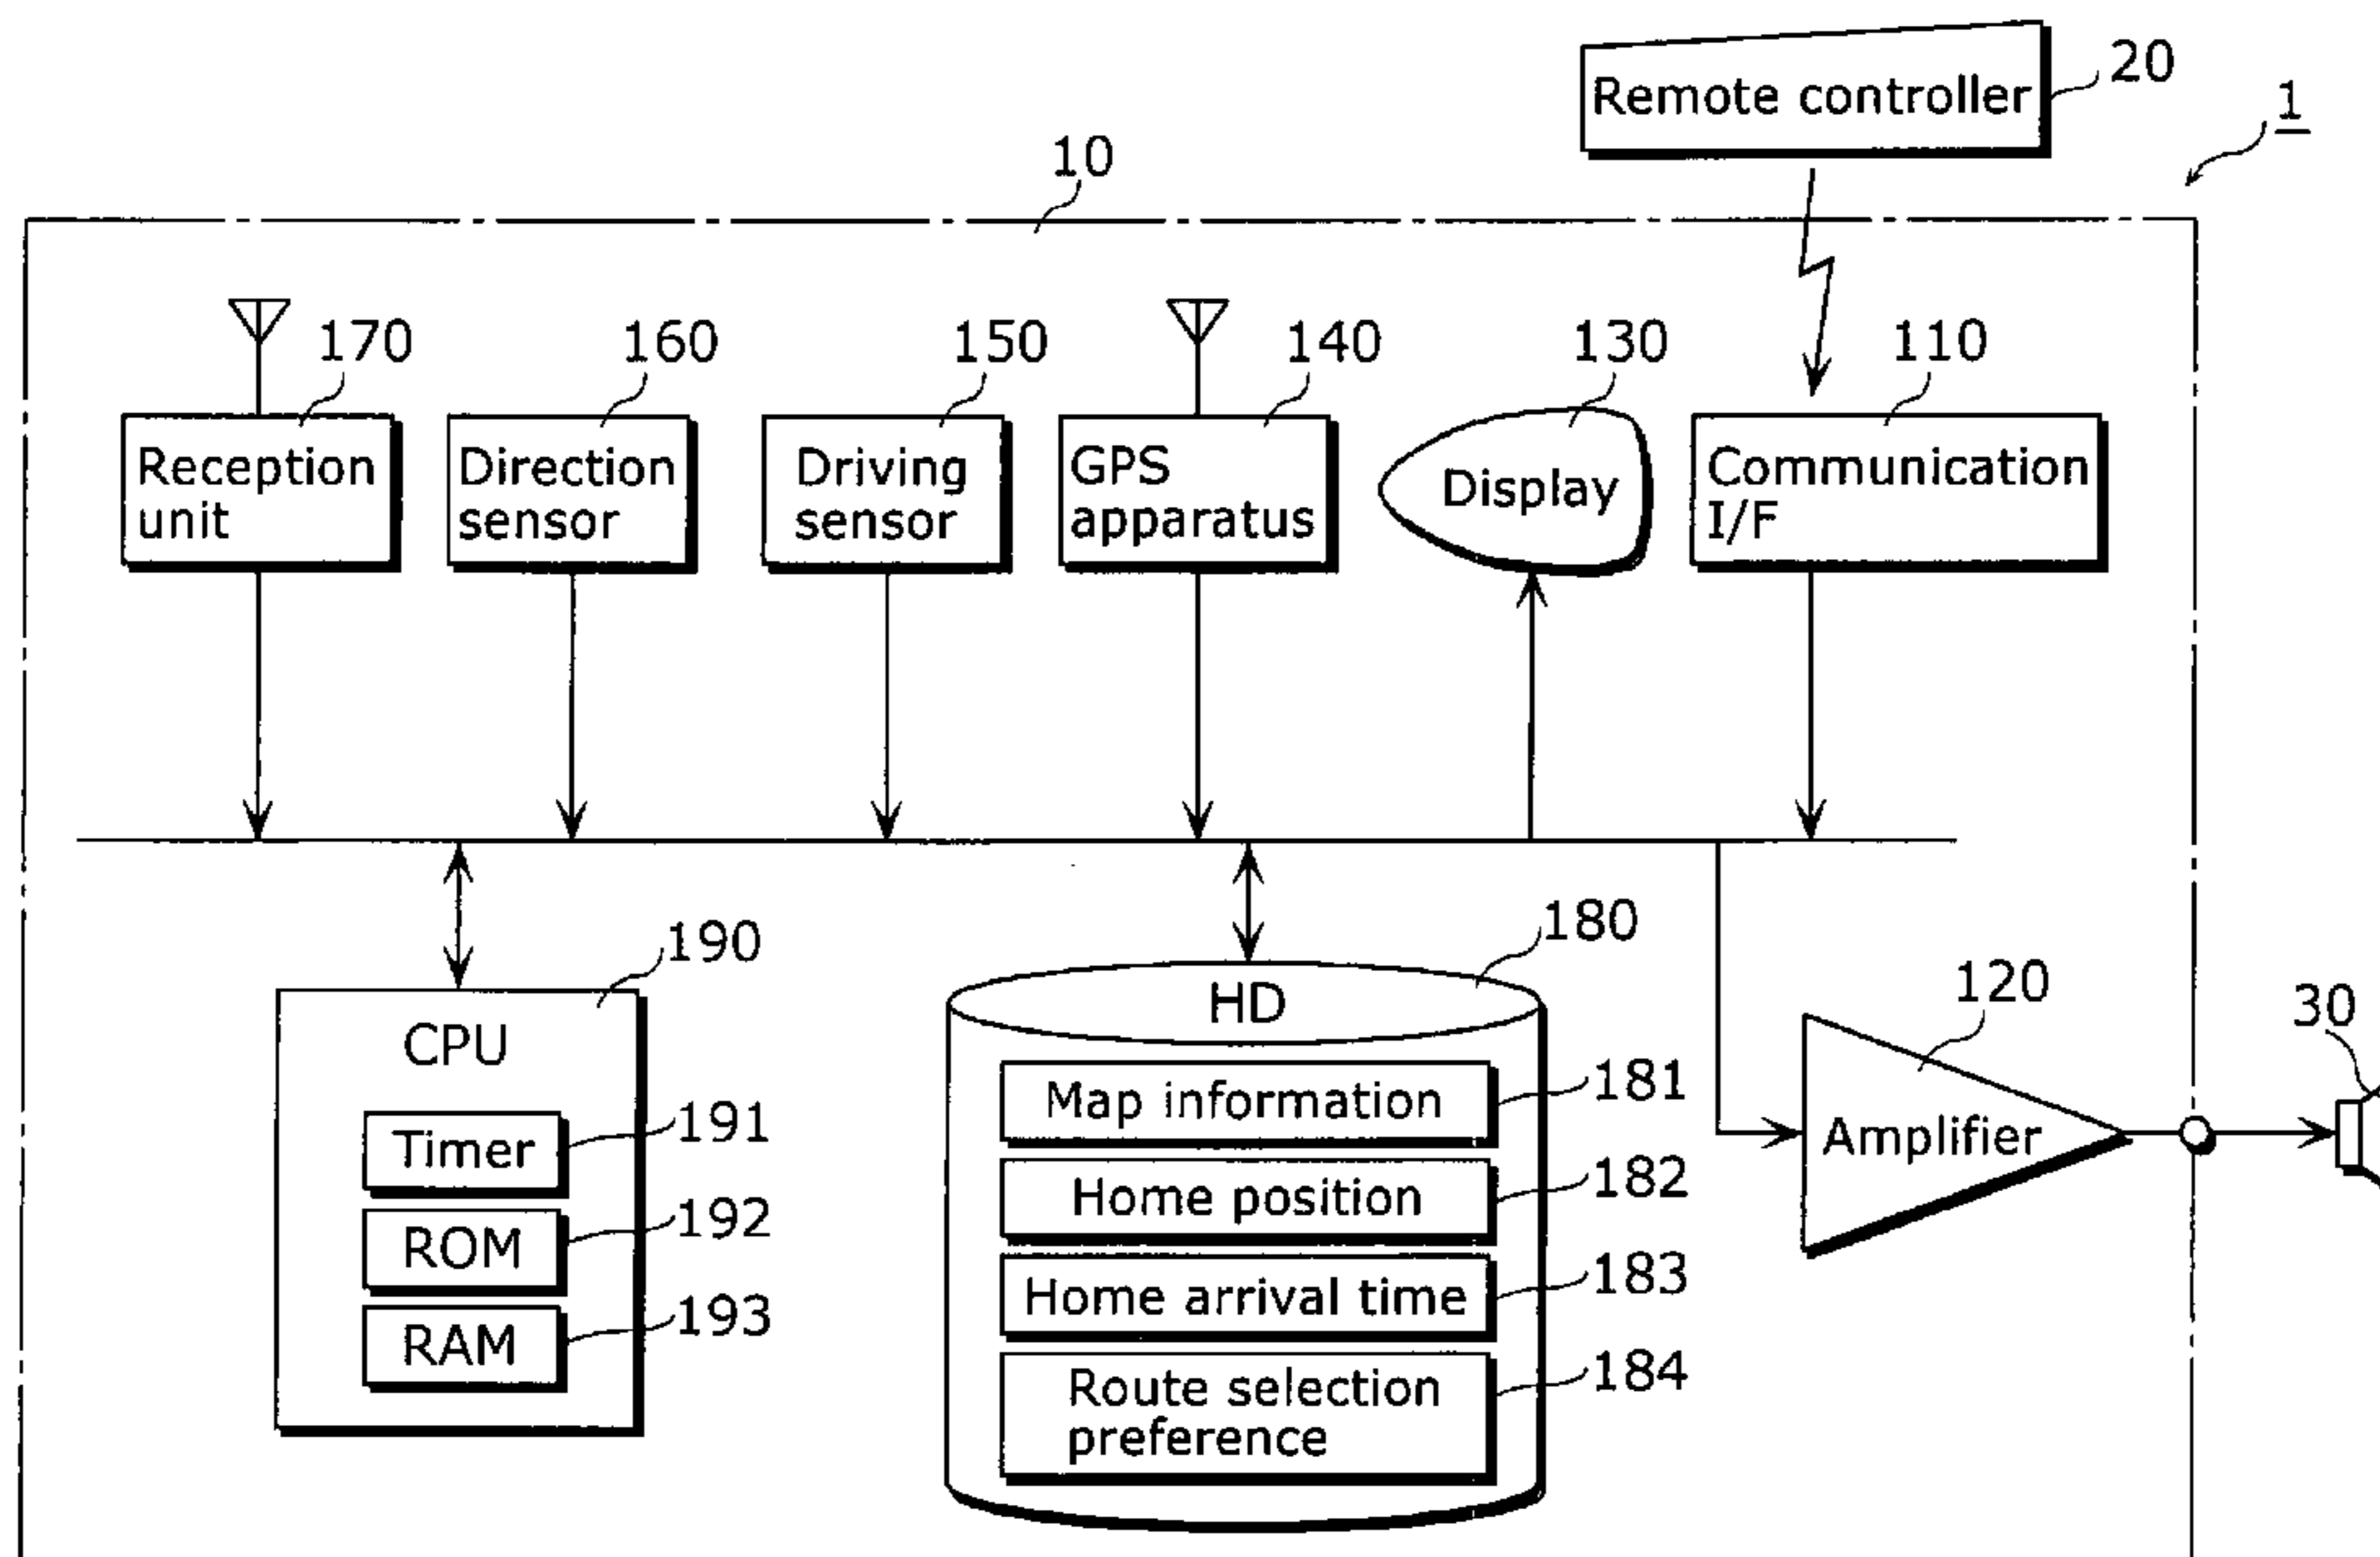 Remote controller
20
1
10
170
160
150
140
130
110
Reception
unit
Direction
sensor
Driving
sensor
GPS
apparatus
Display
Communication
I/F
190
CPU
Timer
191
ROM
192
RAM
193
180
HD
Map information
181
Home position
182
Home arrival time
183
Route selection
preference
184
120
Amplifier
30